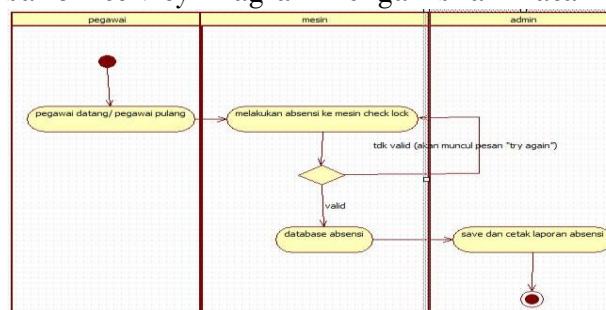 pegawai
mesin
admin
pegawai datang/ pegawai pulang
melakukan absensi ke mesin check lock
tdk valid (akan muncul pesan "try again")
valid
database absensi
save dan cetak laporan absensi